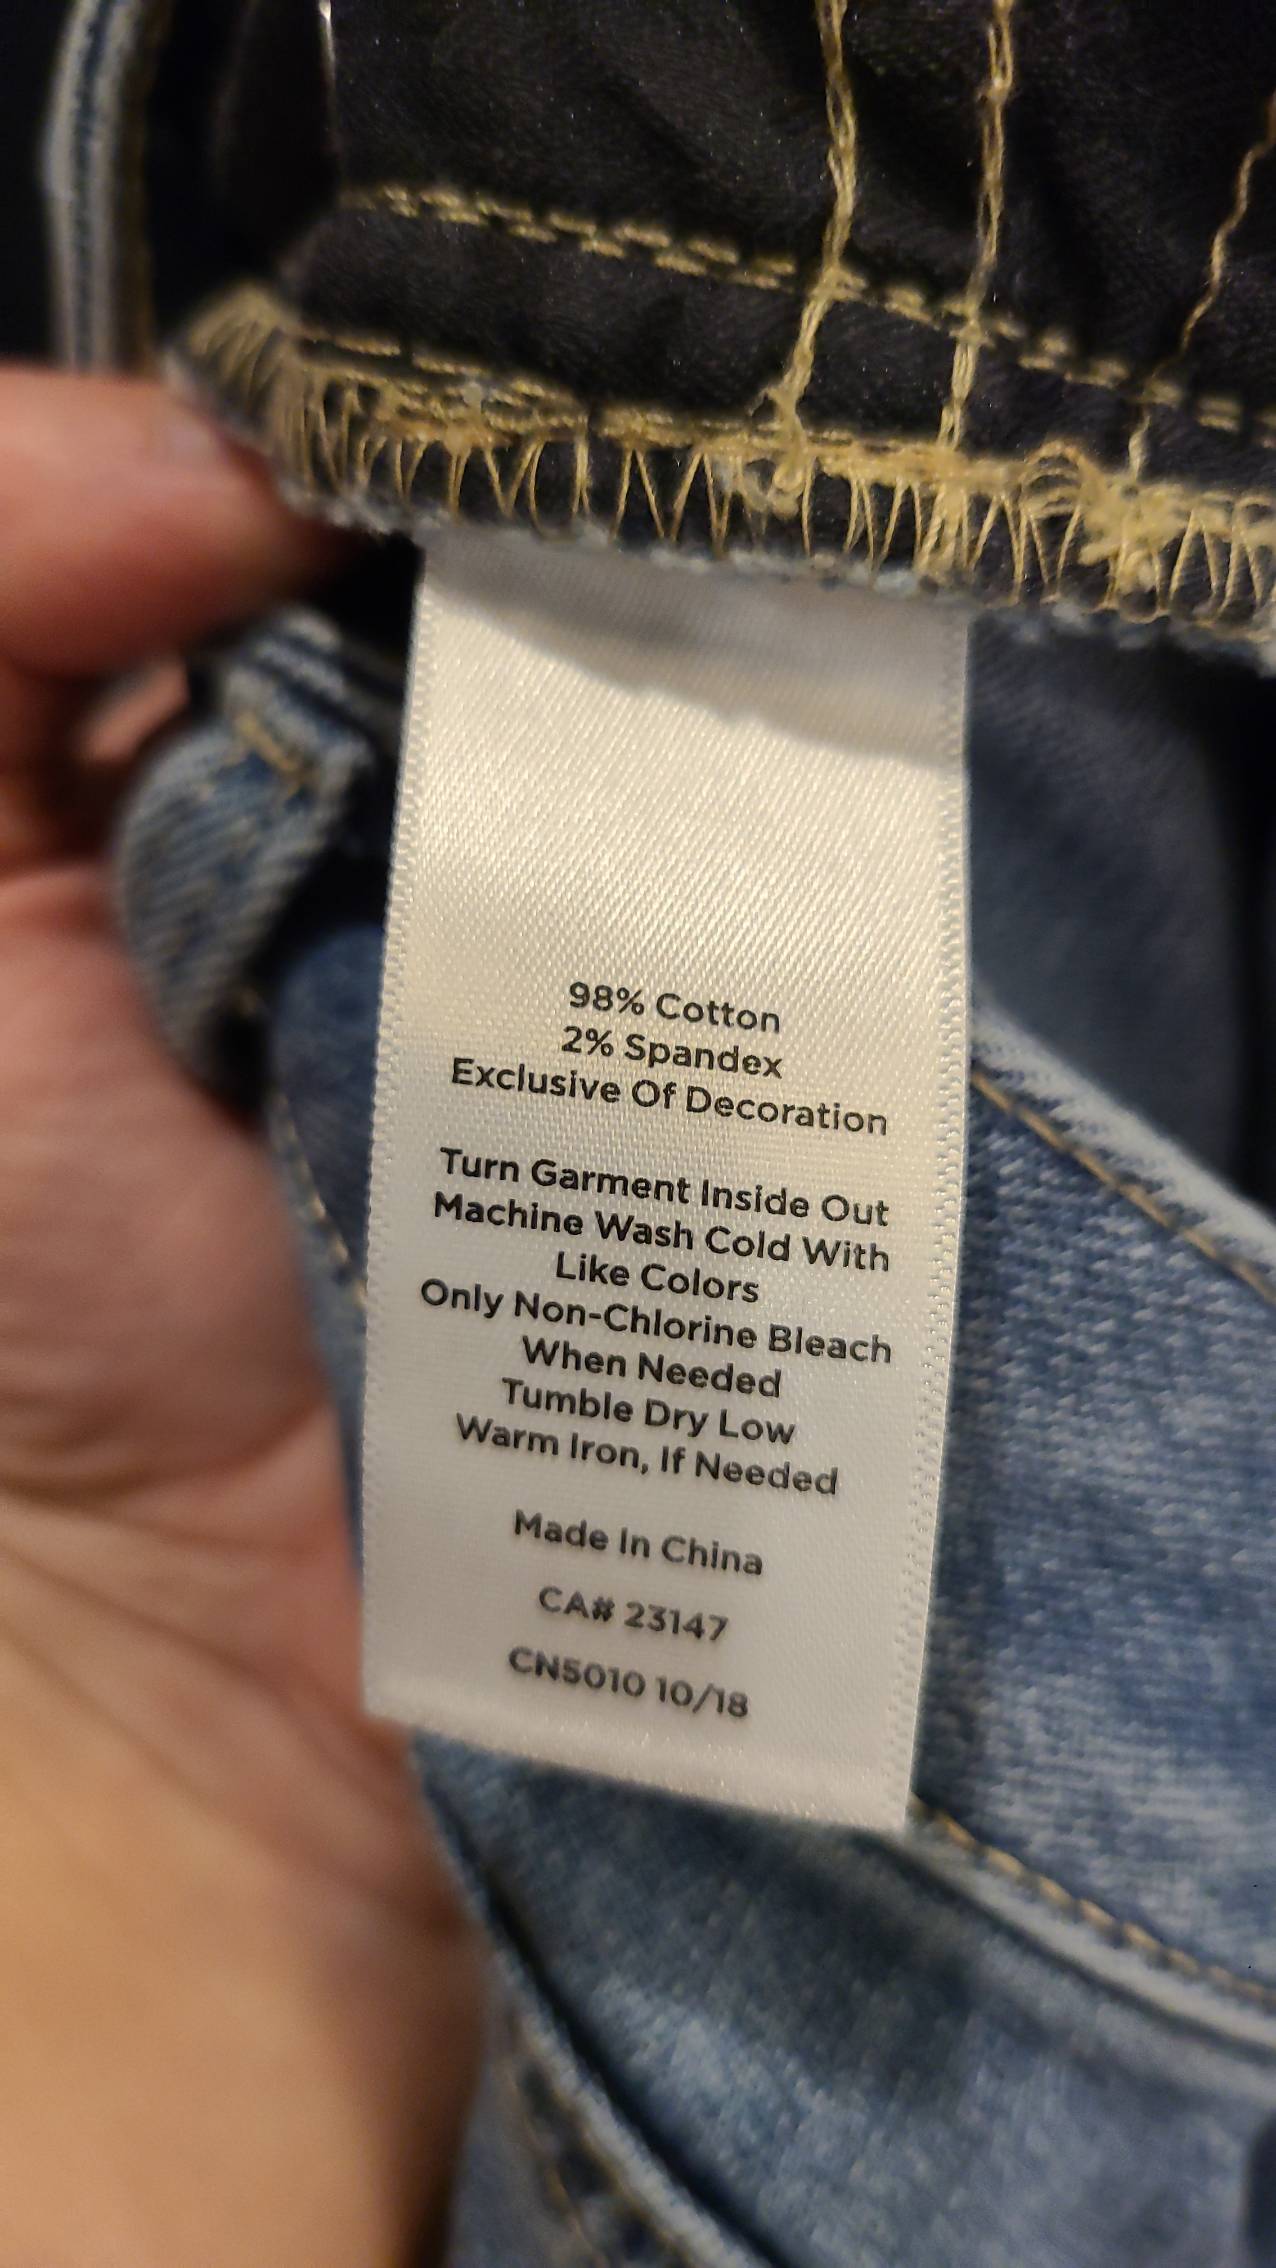 98% Cotton
2% Spandex
Exclusive Of Decoration
Turn Garment Inside Out
Machine Wash Cold With
Like Colors
Only Non-Chlorine Bleach
When Needed
Tumble Dry Low
Warm Iron, If Needed
Made In China
CA# 23147
CN5010 10/18